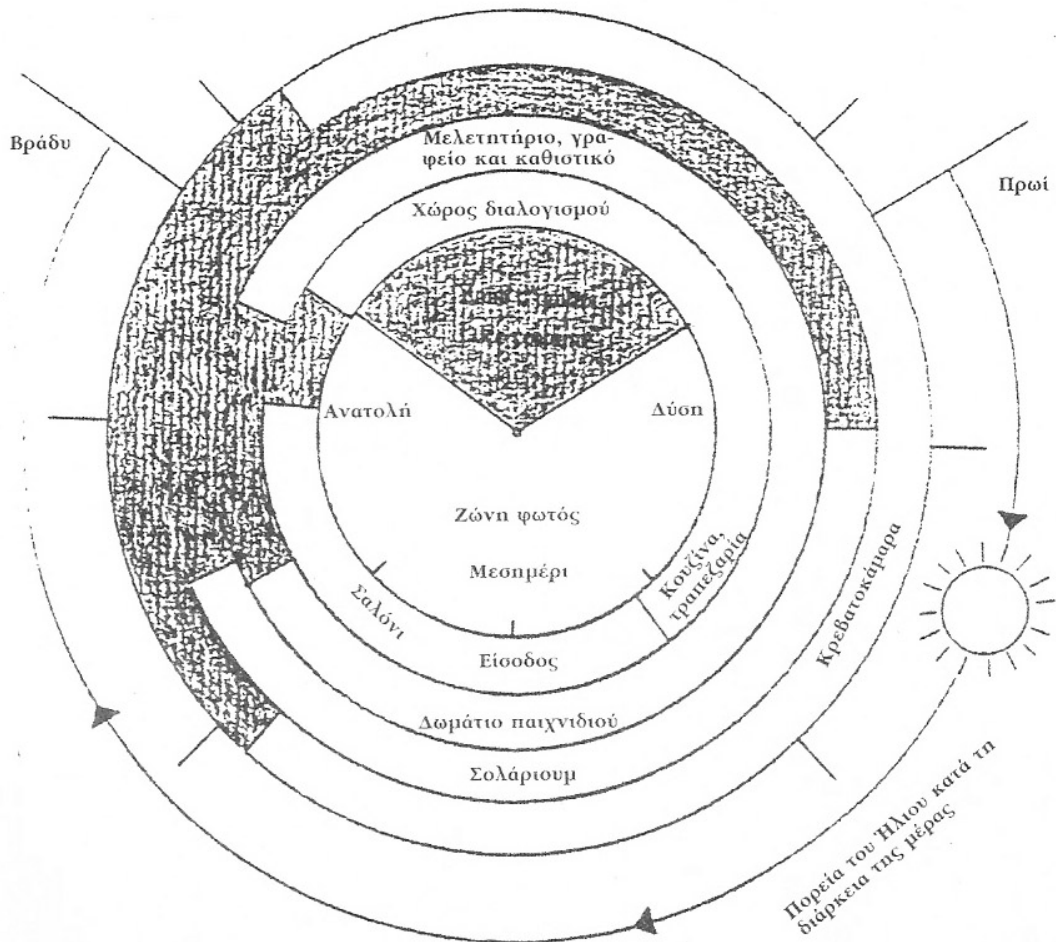 Βράδυ
Πρωί
Μελετητήριο, γρα-
φείο και καθιστικό
Χώρος διαλογισμού
Ανατολή
Δύση
Ζώνη φωτός
Μεσημέρι
Σαλόνι
Κουζίνα,
τραπεζαρία
Είσοδος
Κρεβατοκάμαρα
Δωμάτιο παιχνιδιού
Σολάριουμ
Πορεία του Ήλιου κατά τη
διάρκεια της μέρας